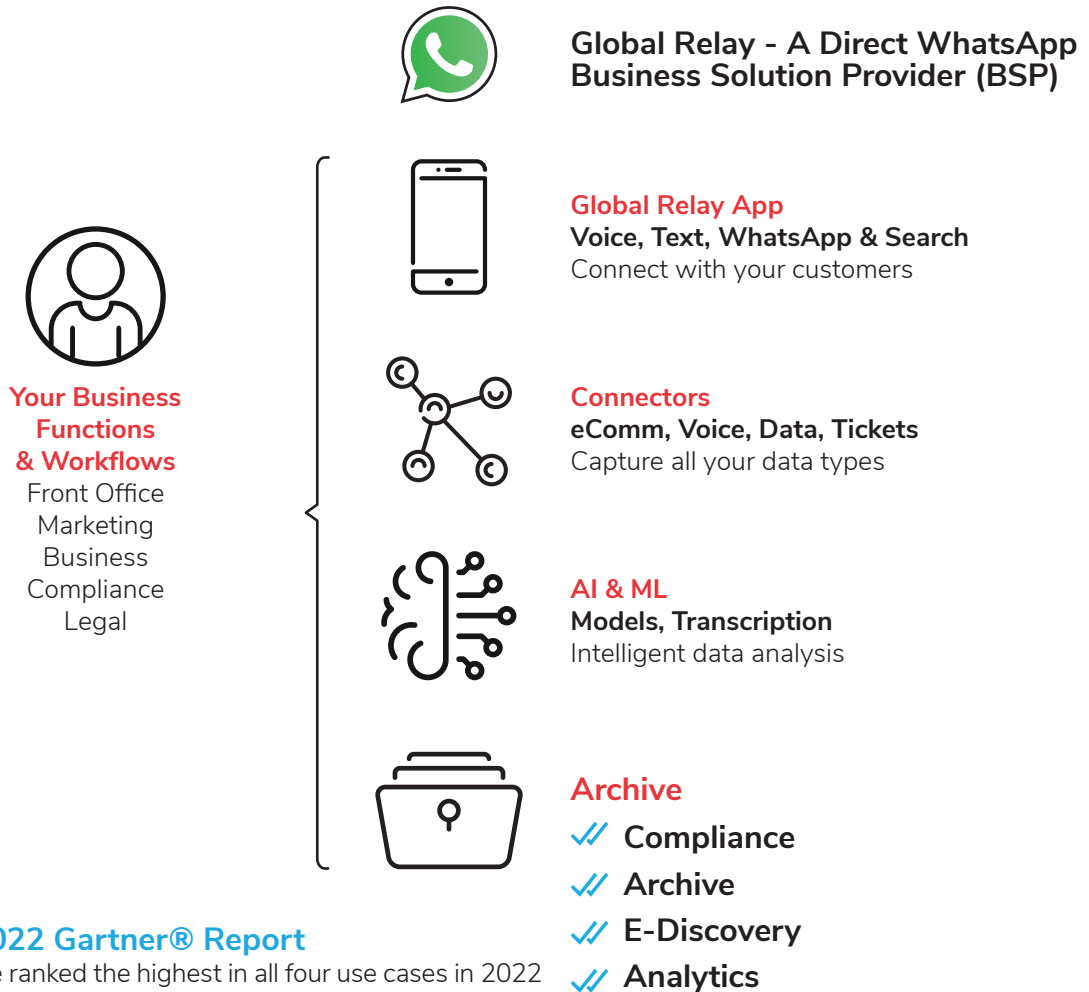 Global Relay - A Direct WhatsApp
Business Solution Provider (BSP)
Your Business
Functions
& Workflows
Front Office
Marketing
Business
Compliance
Legal
Global Relay App
Voice, Text, WhatsApp & Search
Connect with your customers
Connectors
eComm, Voice, Data, Tickets
Capture all your data types
AI & ML
Models, Transcription
Intelligent data analysis
Archive
Compliance
Archive
E-Discovery
Analytics
Gartner® Report
ranked the highest in all four use cases in 2022